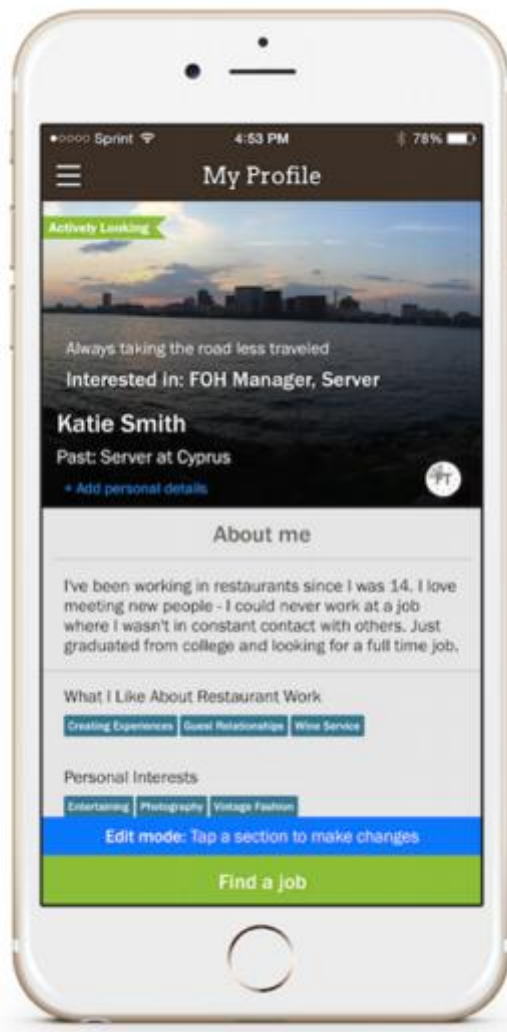 Sprint 4:53 PM 78%
My Profile
Actively Looking
Always taking the road less traveled
Interested in: FOH Manager, Server
Katie Smith
Past: Server at Cyprus
+ Add personal details
About me
I've been working in restaurants since I was 14. I love
meeting new people - I could never work at a job
where I wasn't in constant contact with others. Just
graduated from college and looking for a full time job.
What I Like About Restaurant Work
Creating Experiences Guest Relationships Wine Service
Personal Interests
Entertaining Photography Vintage Fashion
Edit mode: Tap a section to make changes
Find a job